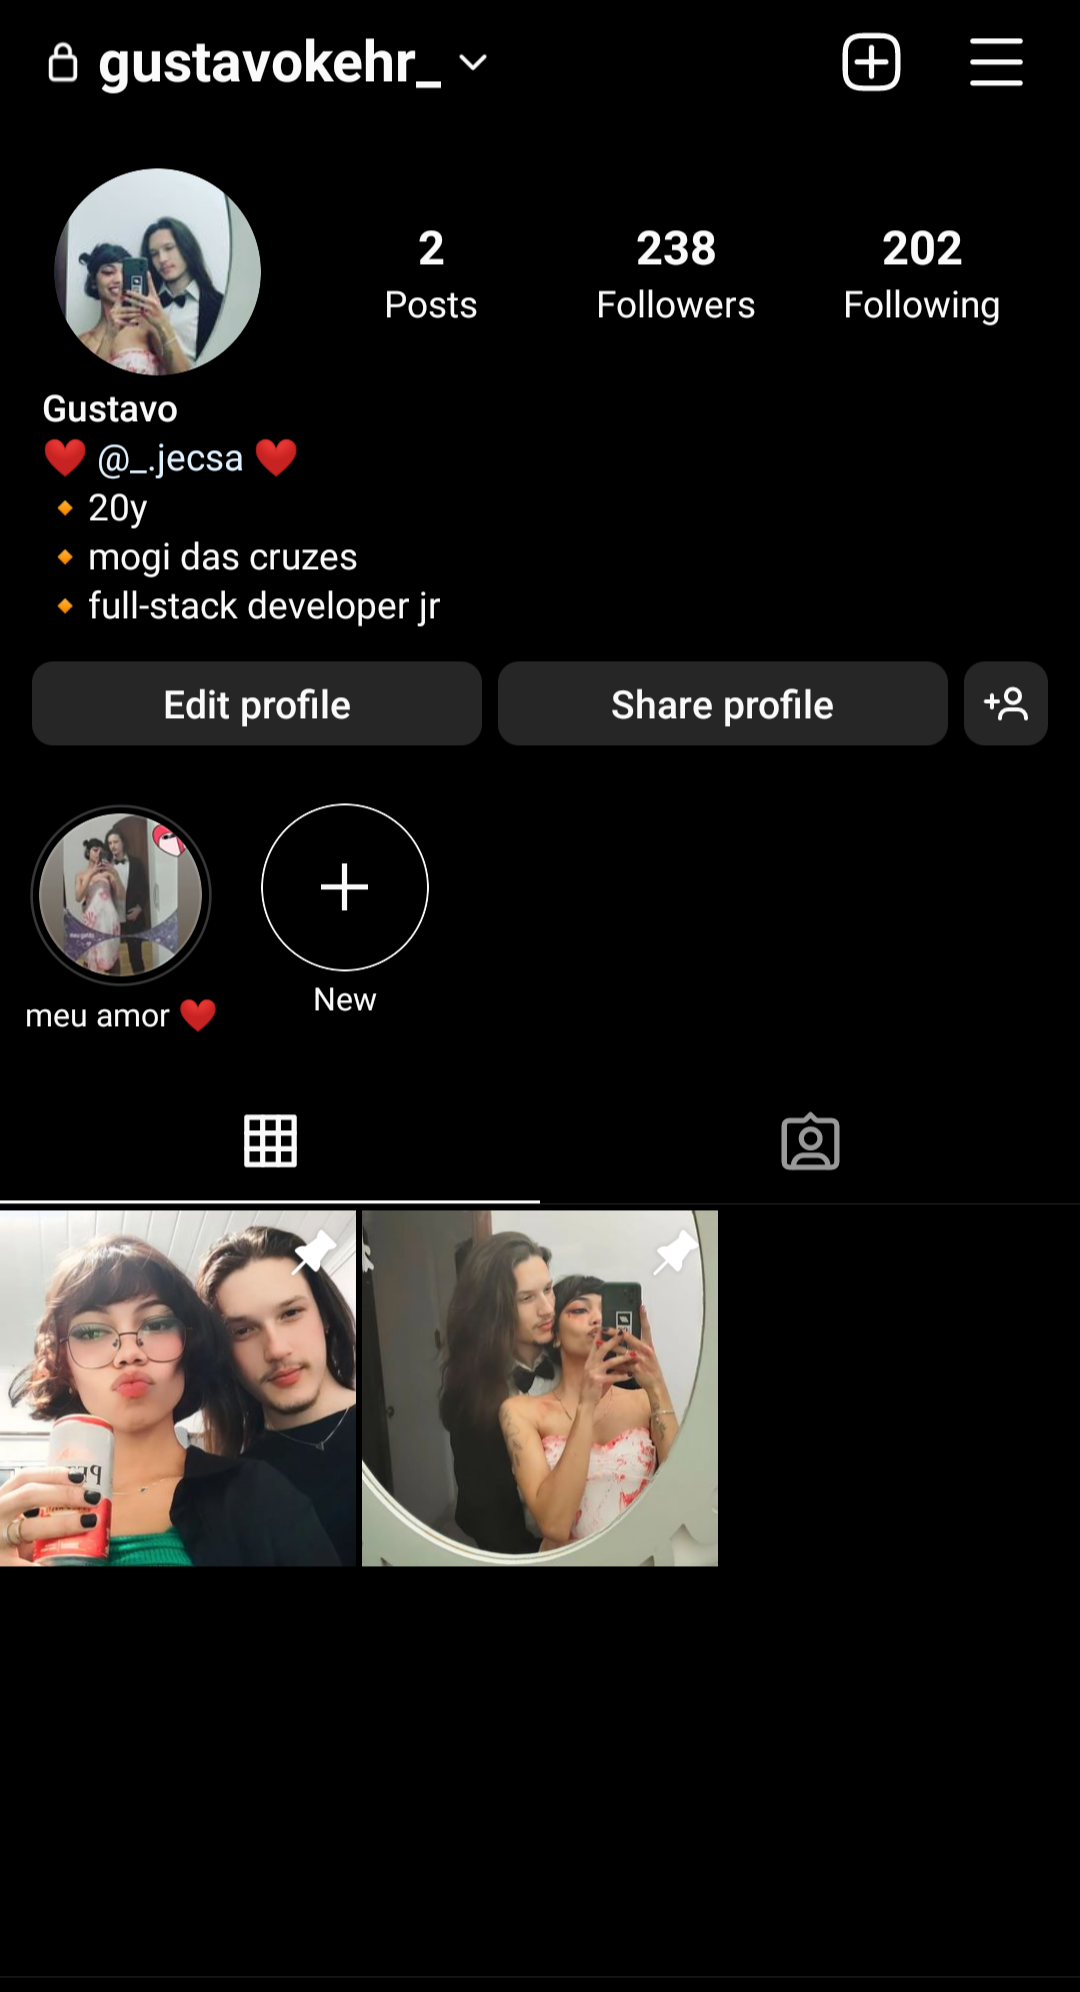 gustavokehr_
2
238
202
Posts
Followers
Following
Gustavo
❤️ @_.jecsa ❤️
🔸 20y
🔸 mogi das cruzes
🔸 full-stack developer jr
Edit profile
Share profile
meu amor ❤️
New